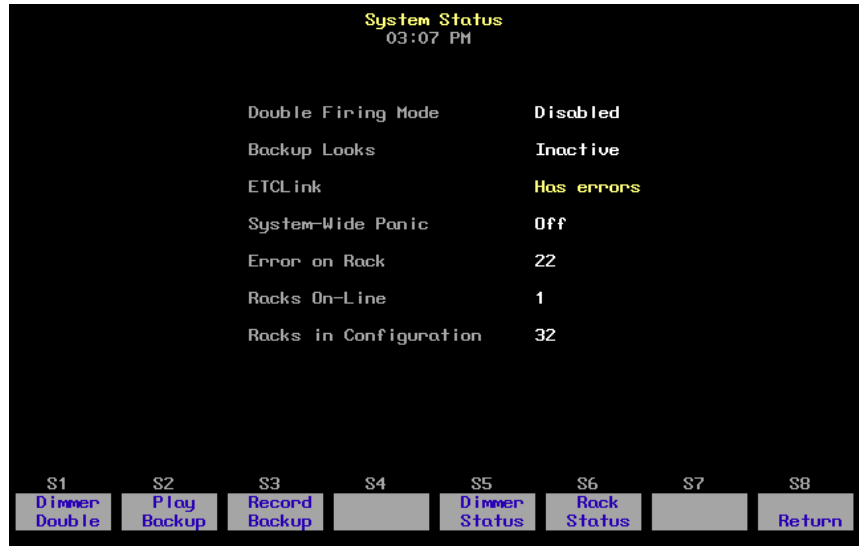 System Status
03:07 PM
Double Firing Mode Disabled
Backup Looks Inactive
ETCLink Has errors
System-Wide Panic Off
Error on Rack 22
Racks On-Line 1
Racks in Configuration 32
S1 S2 S3 S4 S5 S6 S7 S8
Dimmer Play Record Dimmer Rack
Double Backup Backup Status Status Return